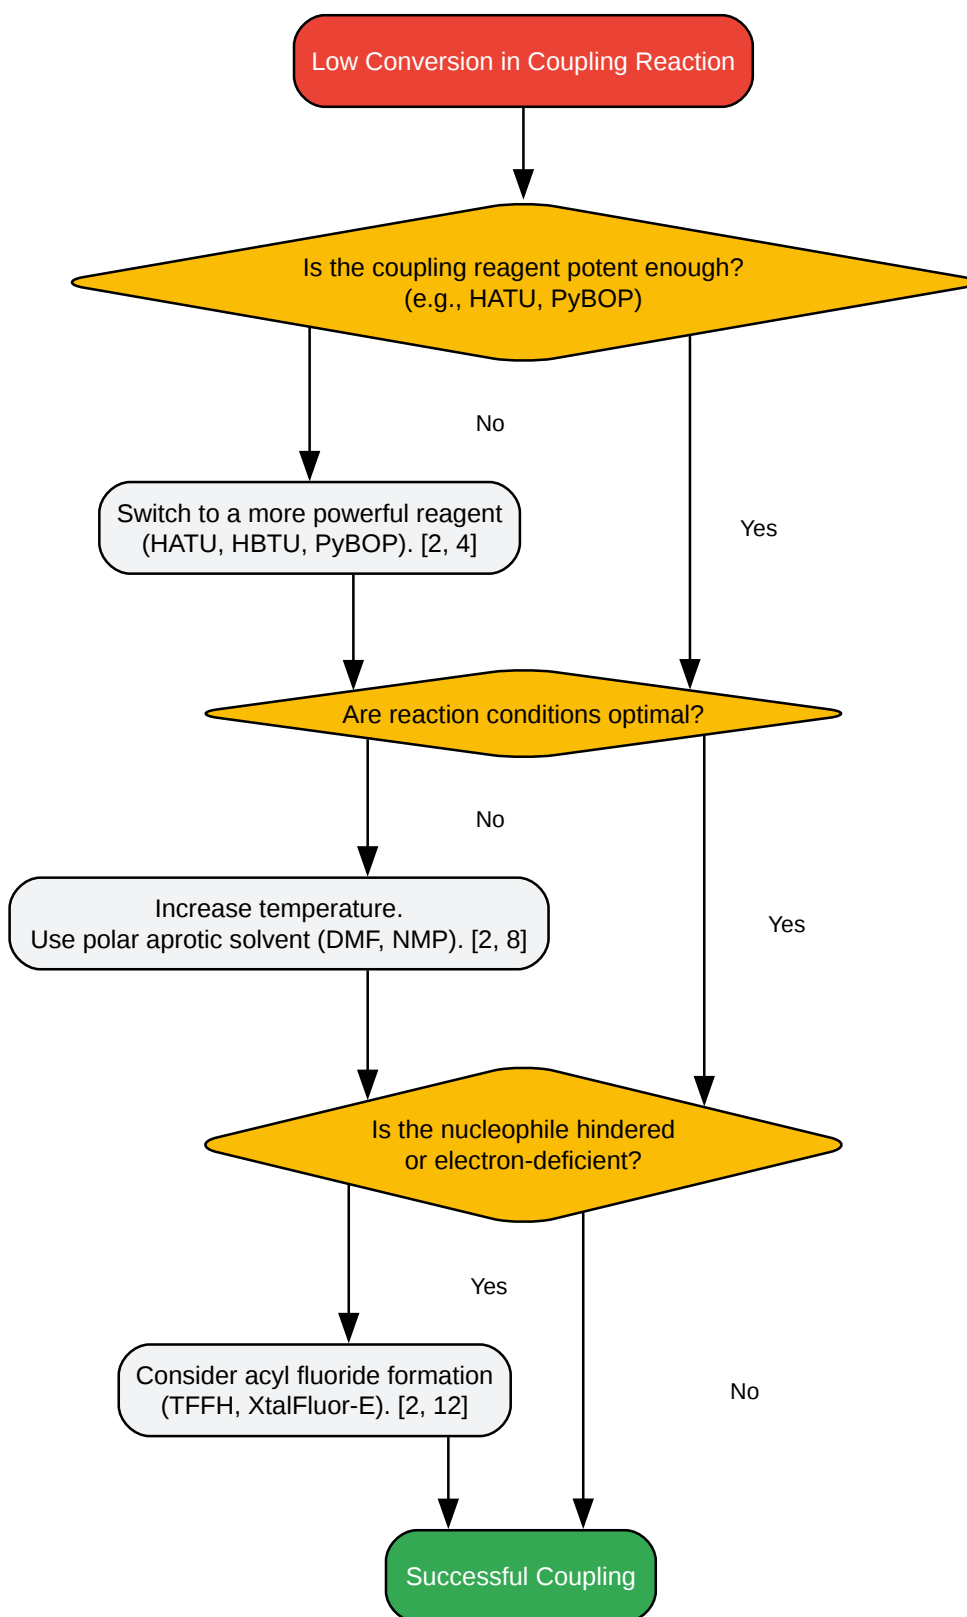 Low Conversion in Coupling Reaction
Is the coupling reagent potent enough?
(e.g., HATU, PyBOP)
No
Switch to a more powerful reagent
(HATU, HBTU, PyBOP). [2, 4]
Yes
Are reaction conditions optimal?
No
Increase temperature.
Use polar aprotic solvent (DMF, NMP). [2, 8]
Yes
Is the nucleophile hindered
or electron-deficient?
Yes
Consider acyl fluoride formation
(TFFH, XtalFluor-E). [2, 12]
No
Successful Coupling